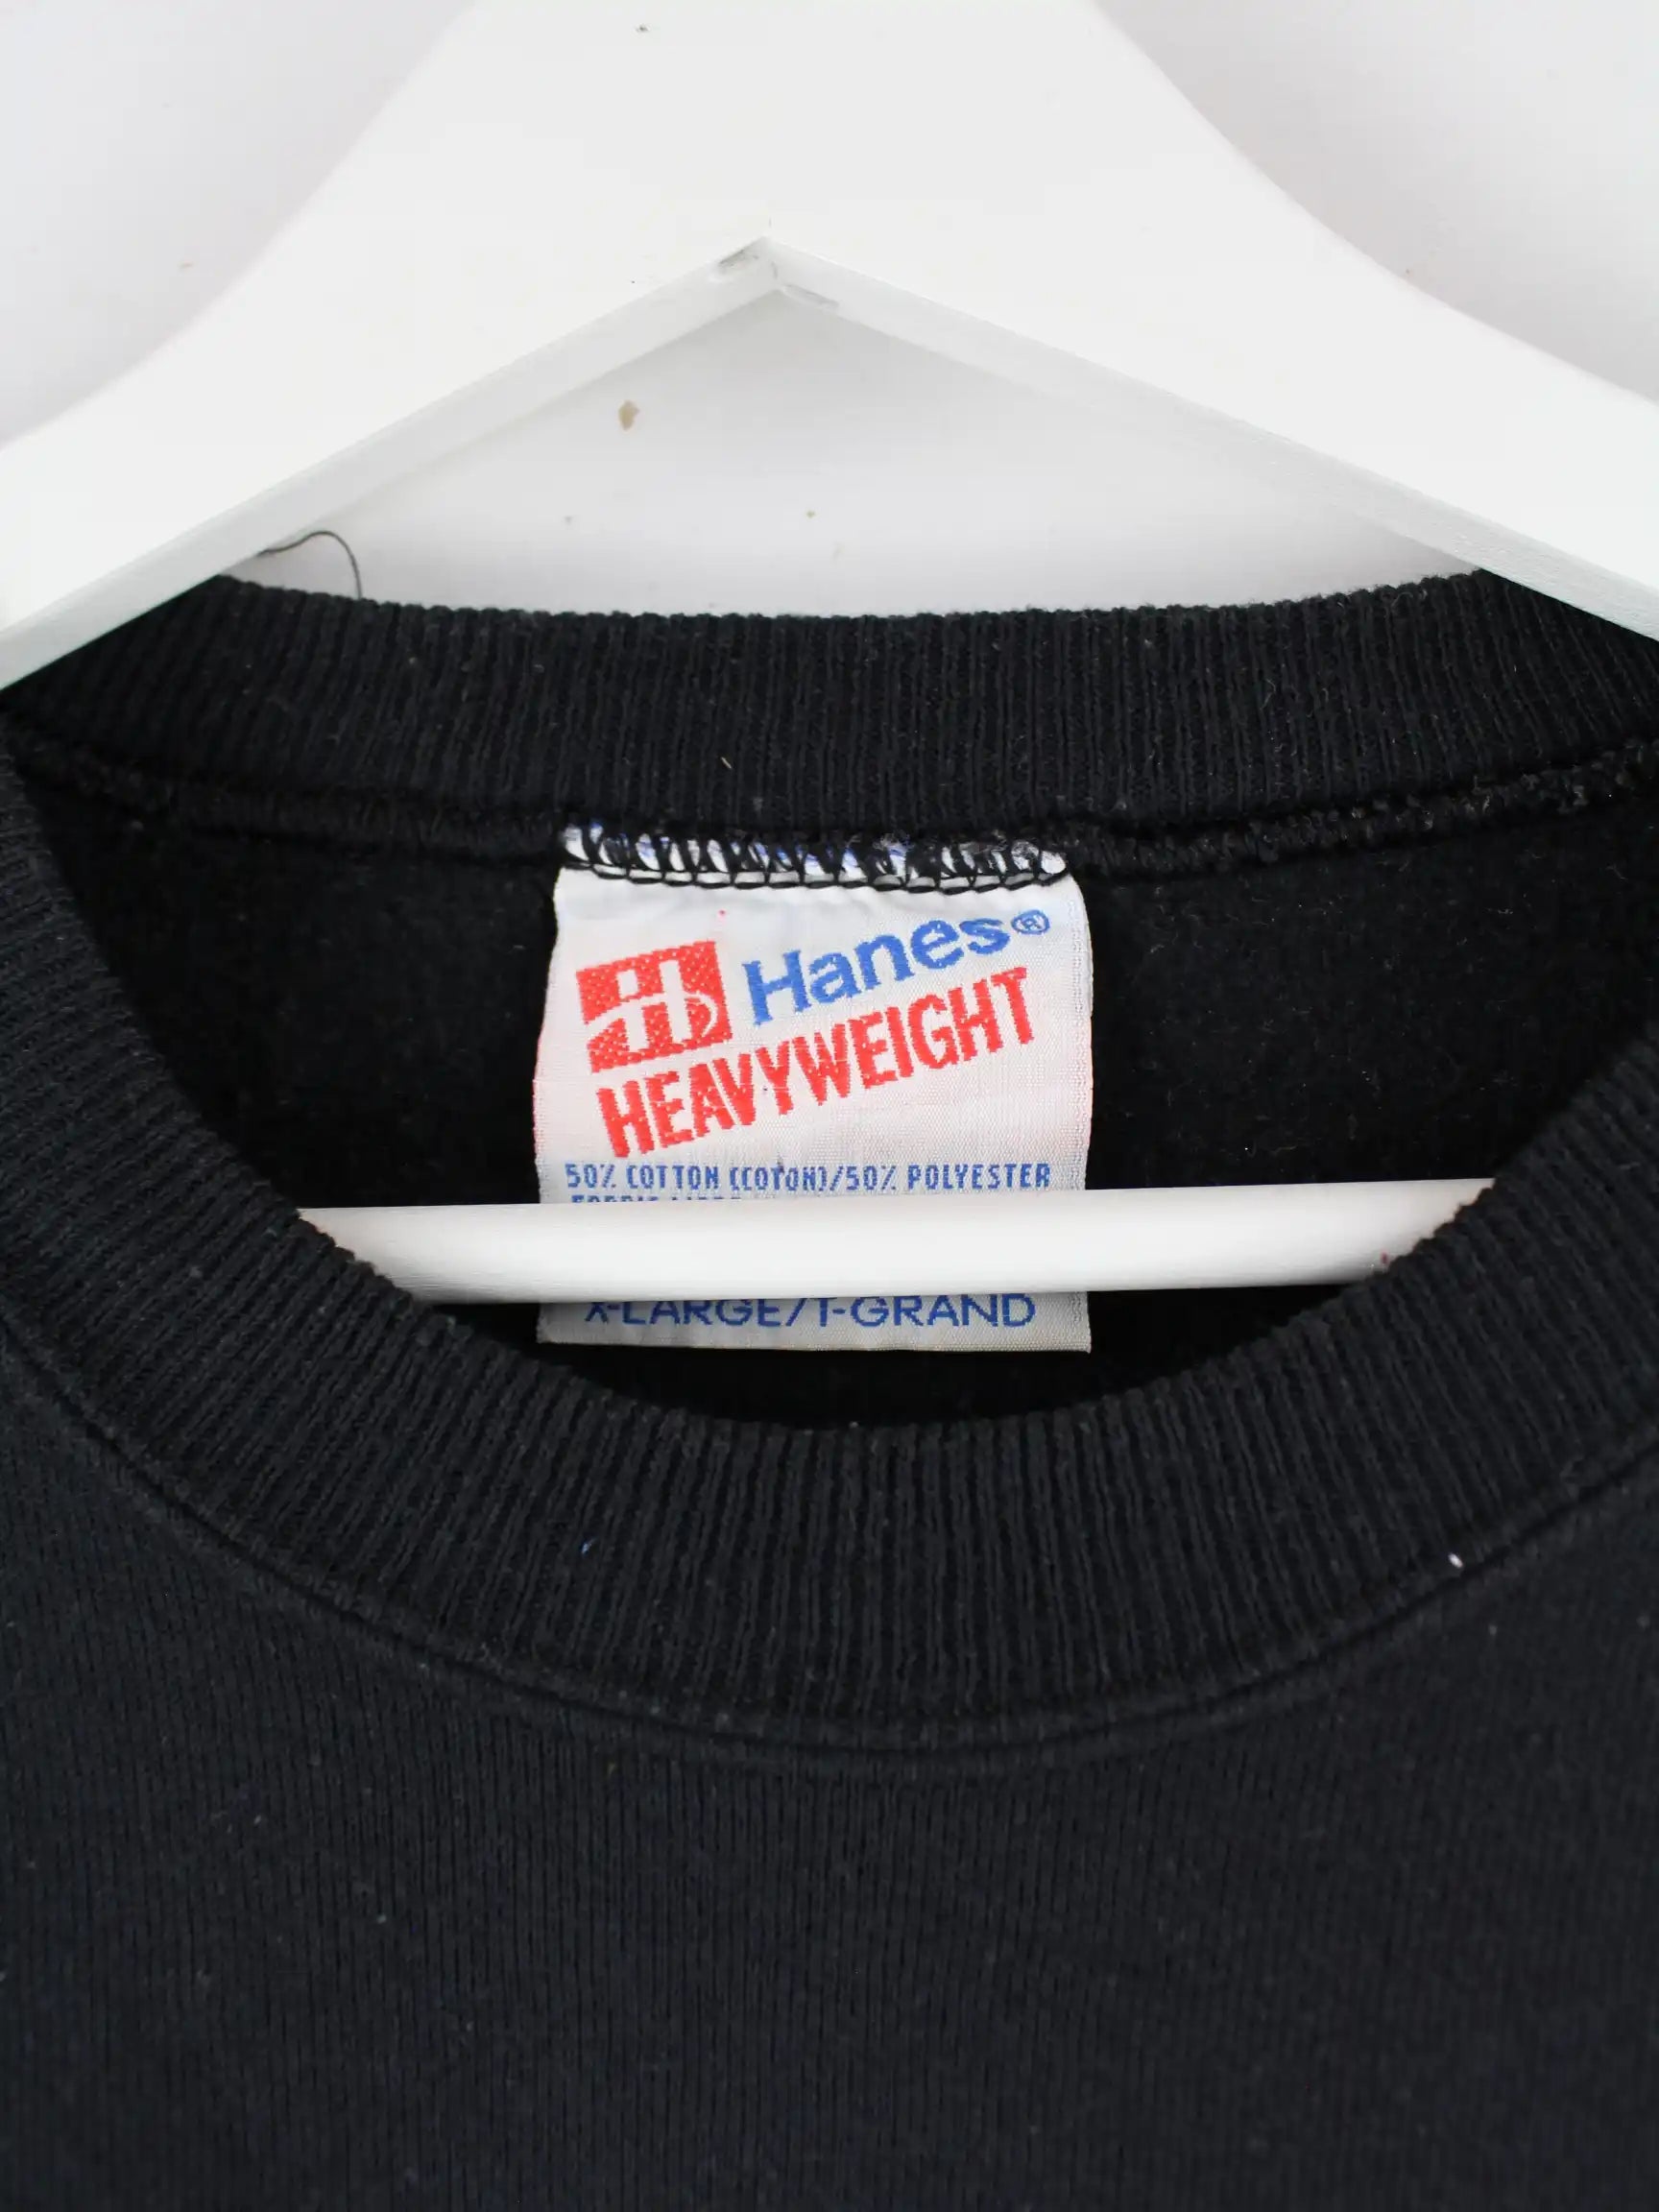 Hanes®
HEAVYWEIGHT
50% COTTON (COTON)/50% POLYESTER
X-LARGE/T-GRAND